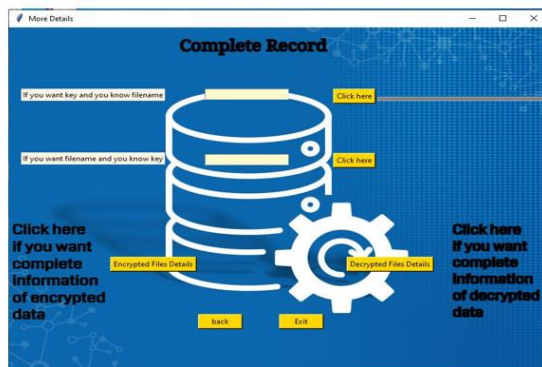 More Details
Complete Record
If you want key and you know filename
Click here
If you want filename and you know key
Click here
Click here
if you want
complete
information
of encrypted
data
Encrypted Files Details
Decrypted Files Details
Click here
if you want
complete
information
of decrypted
data
back
Exit